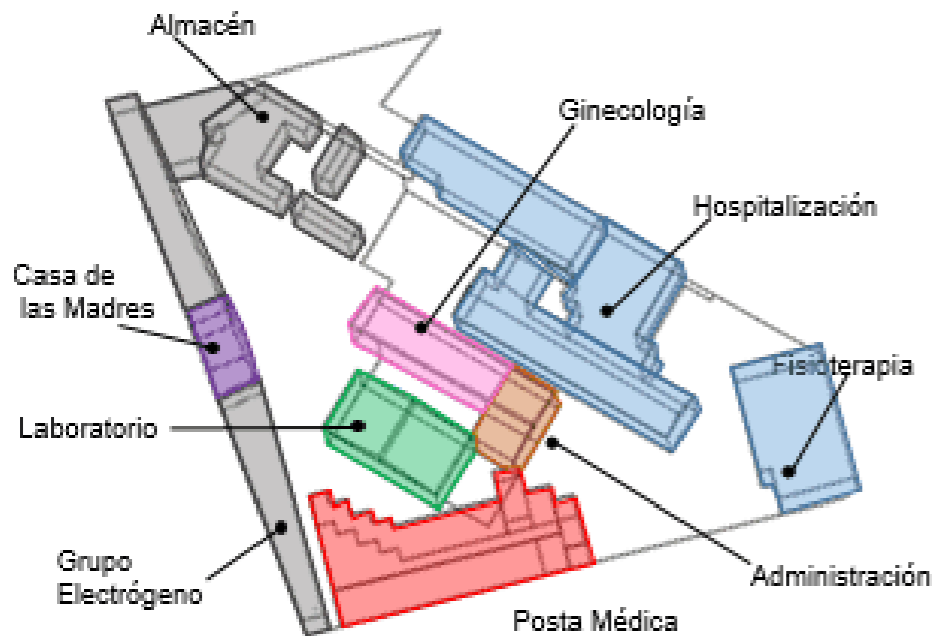 Almacén
Ginecología
Hospitalización
Casa de
las Madres
Fisioterapia
Laboratorio
Grupo
Electrógeno
Administración
Posta Médica